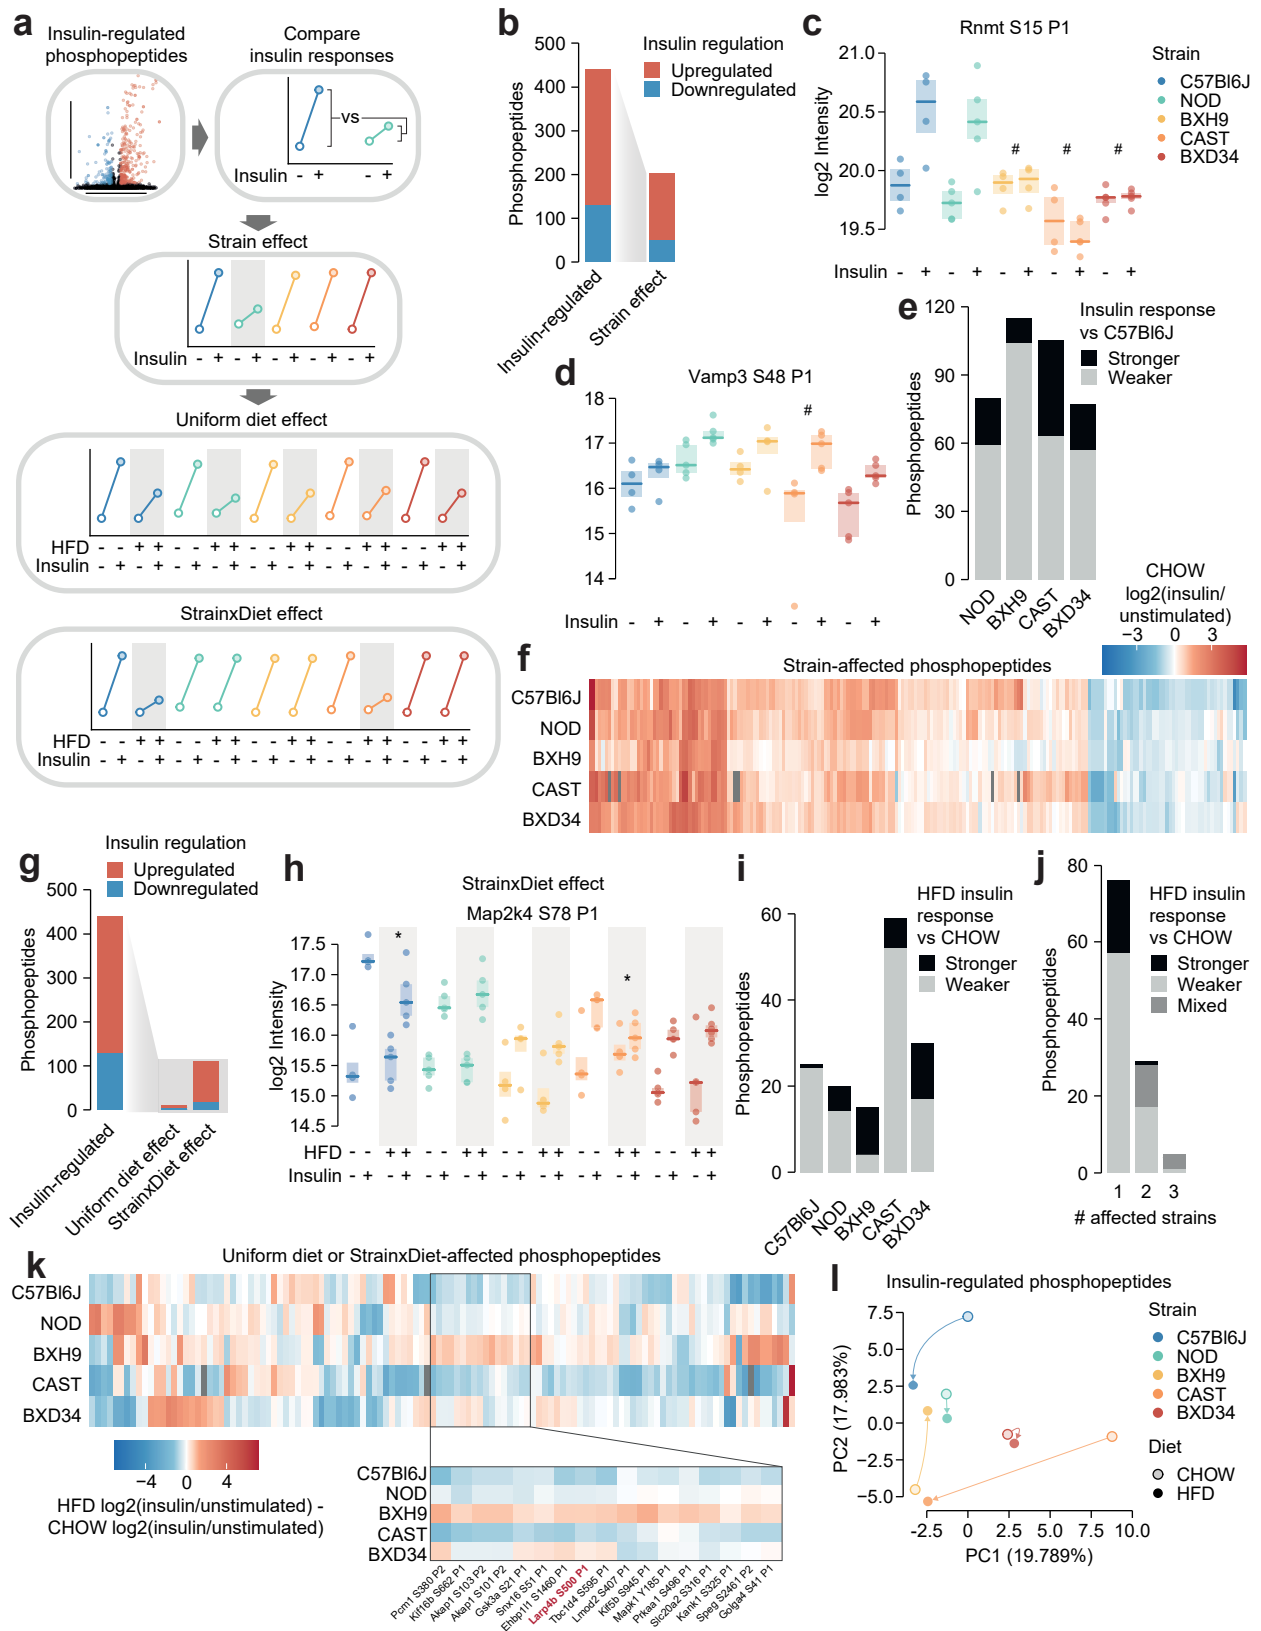 a
Insulin-regulated
phosphopeptides
Compare
insulin responses
vs
Insulin - + - +
Strain effect
Insulin - + - + - + - + - +
Uniform diet effect
HFD - - + + - - + + - - + + - - + + - - + +
Insulin - + - + - + - + - + - + - + - + - + - +
StrainxDiet effect
HFD - - + + - - + + - - + + - - + + - - + +
Insulin - + - + - + - + - + - + - + - + - + - +
b
Insulin regulation
Upregulated
Downregulated
Phosphopeptides
500
400
300
200
100
0
Insulin-regulated
Strain effect
c
Rnmt S15 P1
log2 Intensity
21.0
20.5
20.0
19.5
# # #
Insulin - + - + - + - + - +
Strain
C57Bl6J
NOD
BXH9
CAST
BXD34
d
Vamp3 S48 P1
18
17
16
15
14
#
Insulin - + - + - + - + - +
e
Insulin response
vs C57Bl6J
Stronger
Weaker
Phosphopeptides
120
90
60
30
0
NOD
BXH9
CAST
BXD34
CHOW
log2(insulin/
unstimulated)
−3 0 3
f
Strain-affected phosphopeptides
C57Bl6J
NOD
BXH9
CAST
BXD34
g
Insulin regulation
Upregulated
Downregulated
Phosphopeptides
500
400
300
200
100
0
Insulin-regulated
Uniform diet effect
StrainxDiet effect
h
StrainxDiet effect
Map2k4 S78 P1
log2 Intensity
17.5
17.0
16.5
16.0
15.5
15.0
14.5
* *
HFD - - + + - - + + - - + + - - + + - - + +
Insulin - + - + - + - + - + - + - + - + - + - +
i
HFD insulin
response
vs CHOW
Stronger
Weaker
Phosphopeptides
60
40
20
0
C57Bl6J
NOD
BXH9
CAST
BXD34
j
HFD insulin
response
vs CHOW
Stronger
Weaker
Mixed
Phosphopeptides
80
60
40
20
0
1 2 3
# affected strains
k
Uniform diet or StrainxDiet-affected phosphopeptides
C57Bl6J
NOD
BXH9
CAST
BXD34
−4 0 4
HFD log2(insulin/unstimulated) -
CHOW log2(insulin/unstimulated)
C57Bl6J
NOD
BXH9
CAST
BXD34
Pcm1 S380 P2
Kif16b S662 P1
Akap1 S103 P2
Akap1 S101 P2
Gsk3a S21 P1
Snx16 S51 P1
Ehbp1l1 S1460 P1
Larp4b S500 P1
Tbc1d4 S595 P1
Lmod2 S407 P1
Kif5b S945 P1
Mapk1 Y185 P1
Prkaa1 S496 P1
Slc20a2 S316 P1
Kank1 S325 P1
Speg S2461 P2
Golga4 S41 P1
l
Insulin-regulated phosphopeptides
PC2 (17.983%)
7.5
5.0
2.5
0.0
−2.5
−5.0
-2.5 0 2.5 5.0 7.5 10.0
PC1 (19.789%)
Strain
C57Bl6J
NOD
BXH9
CAST
BXD34
Diet
CHOW
HFD